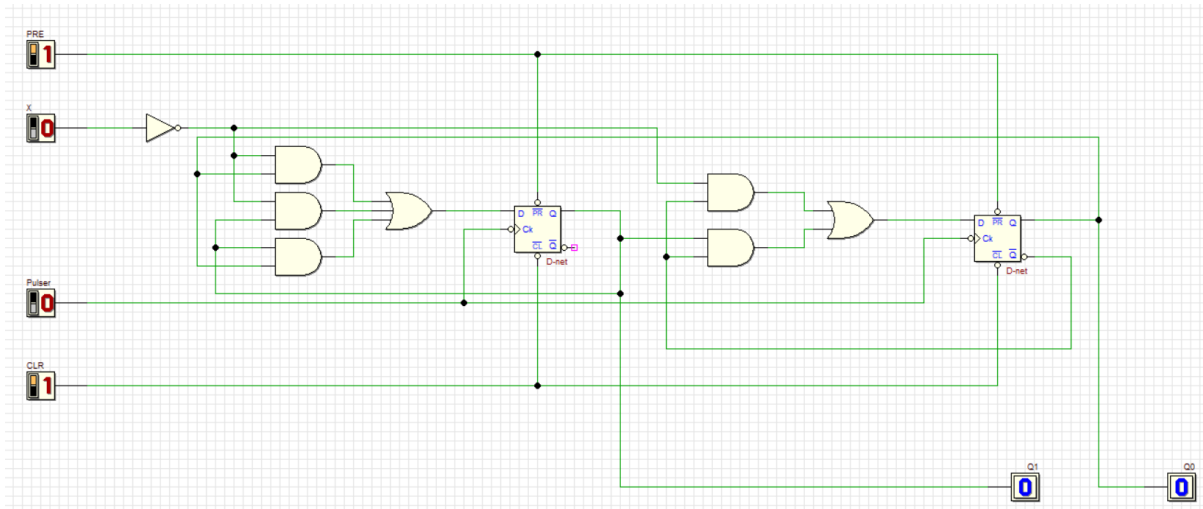 PRE
1
X
0
D PR Q
Ck
CL Q
D-net
D PR Q
Ck
CL Q
D-net
Pulser
0
CLR
1
Q1
0
Q0
0